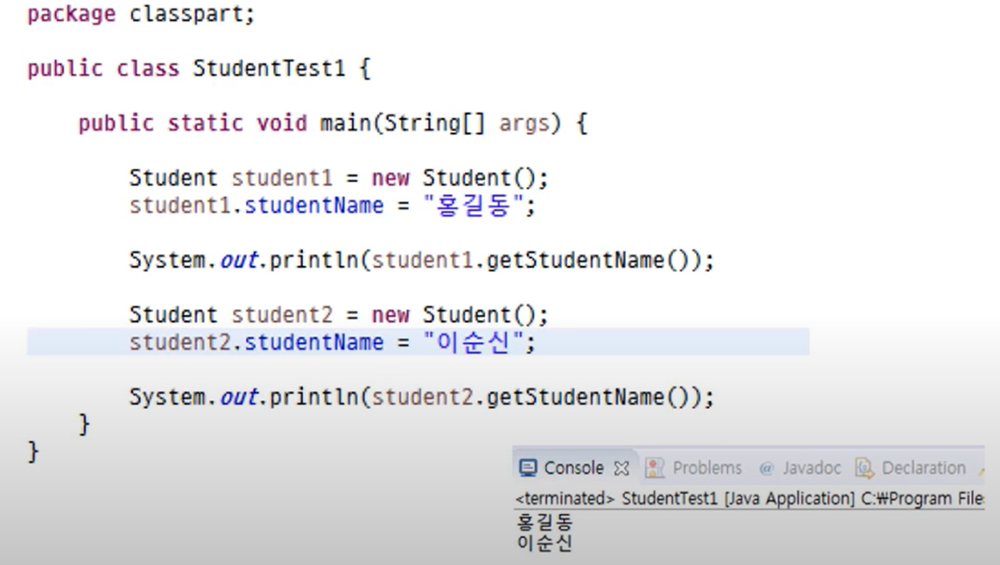 package classpart;
public class StudentTest1 {
public static void main(String[] args) {
Student student1 = new Student();
student1.studentName = "홍길동";
System.out.println(student1.getStudentName());
Student student2 = new Student();
student2.studentName = "이순신";
System.out.println(student2.getStudentName());
}
}
Console Problems @ Javadoc Declaration
<terminated> StudentTest1 [Java Application] C:₩Program Files
홍길동
이순신